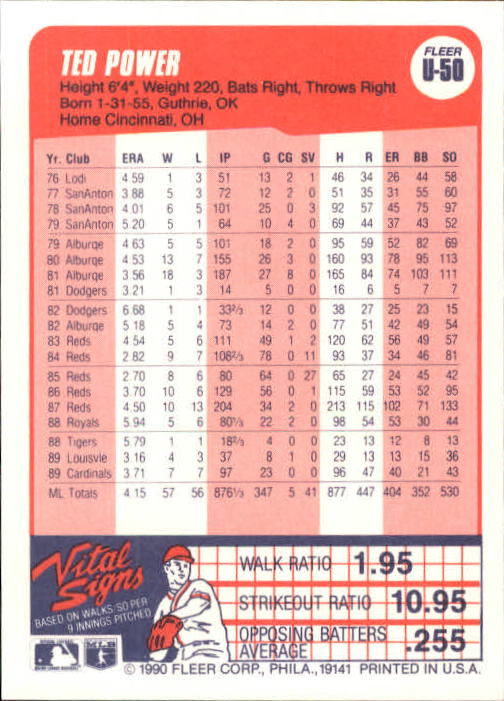 TED POWER
FLEER
U-50
Height 6'4", Weight 220, Bats Right, Throws Right
Born 1-31-55, Guthrie, OK
Home Cincinnati, OH
Yr. Club ERA W L IP G CG SV H R ER BB SO
76 Lodi 4.59 1 3 51 13 2 1 46 34 26 44 58
77 SanAnton 3.88 5 3 72 12 2 0 51 35 31 55 60
78 SanAnton 4.01 6 5 101 25 0 3 92 57 45 75 97
79 SanAnton 5.20 5 1 64 10 4 0 69 44 37 43 52
79 Alburqe 4.63 5 5 101 18 2 0 95 59 52 82 69
80 Alburqe 4.53 13 7 155 26 3 0 160 93 78 95 113
81 Alburqe 3.56 18 3 187 27 8 0 165 84 74 103 111
81 Dodgers 3.21 1 3 14 5 0 0 16 6 5 7 7
82 Dodgers 6.68 1 1 33⅔ 12 0 0 38 27 25 23 15
82 Alburqe 5.18 5 4 73 14 2 0 77 51 42 49 54
83 Reds 4.54 5 6 111 49 1 2 120 62 56 49 57
84 Reds 2.82 9 7 108⅔ 78 0 11 93 37 34 46 81
85 Reds 2.70 8 6 80 64 0 27 65 27 24 45 42
86 Reds 3.70 10 6 129 56 0 1 115 59 53 52 95
87 Reds 4.50 10 13 204 34 2 0 213 115 102 71 133
88 Royals 5.94 5 6 80⅓ 22 2 0 98 54 53 30 44
88 Tigers 5.79 1 1 18⅔ 4 0 0 23 13 12 8 13
89 Louisvle 3.16 4 3 37 8 1 0 29 13 13 15 36
89 Cardinals 3.71 7 7 97 23 0 0 96 47 40 21 43
ML Totals 4.15 57 56 876⅓ 347 5 41 877 447 404 352 530
Vital
Signs
BASED ON WALKS/SO PER
9 INNINGS PITCHED
WALK RATIO 1.95
STRIKEOUT RATIO 10.95
OPPOSING BATTERS
AVERAGE .255
© 1990 FLEER CORP., PHILA., 19141 PRINTED IN U.S.A.